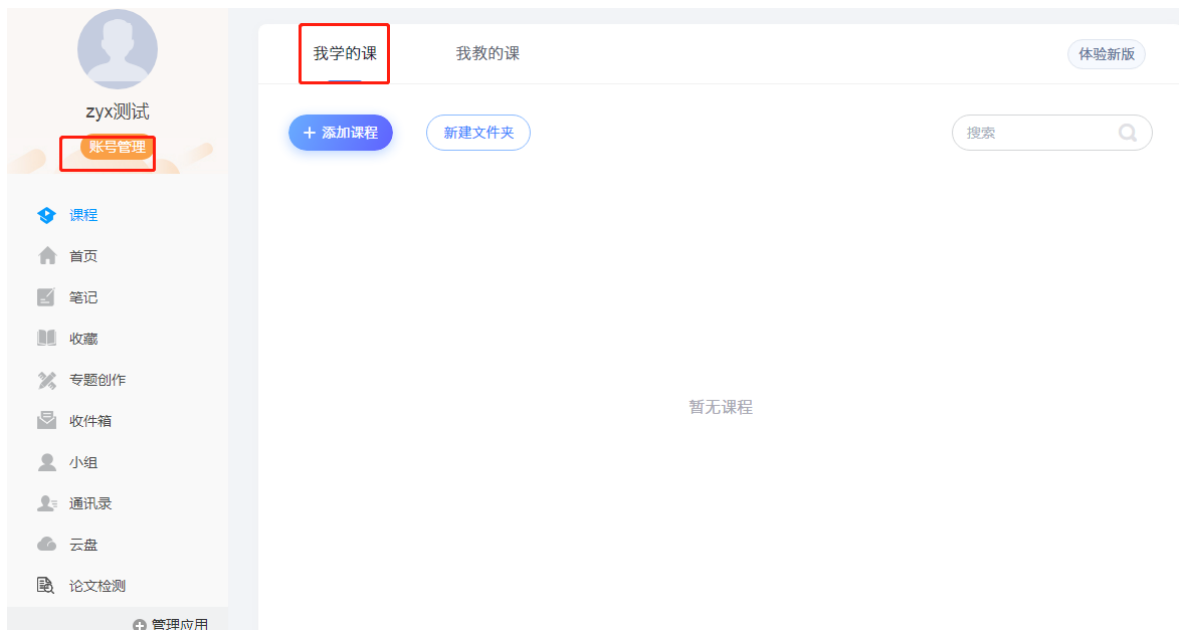 zyx测试
账号管理
课程
首页
笔记
收藏
专题创作
收件箱
小组
通讯录
云盘
论文检测
管理应用
我学的课 我教的课 体验新版
+ 添加课程 新建文件夹 搜索
暂无课程